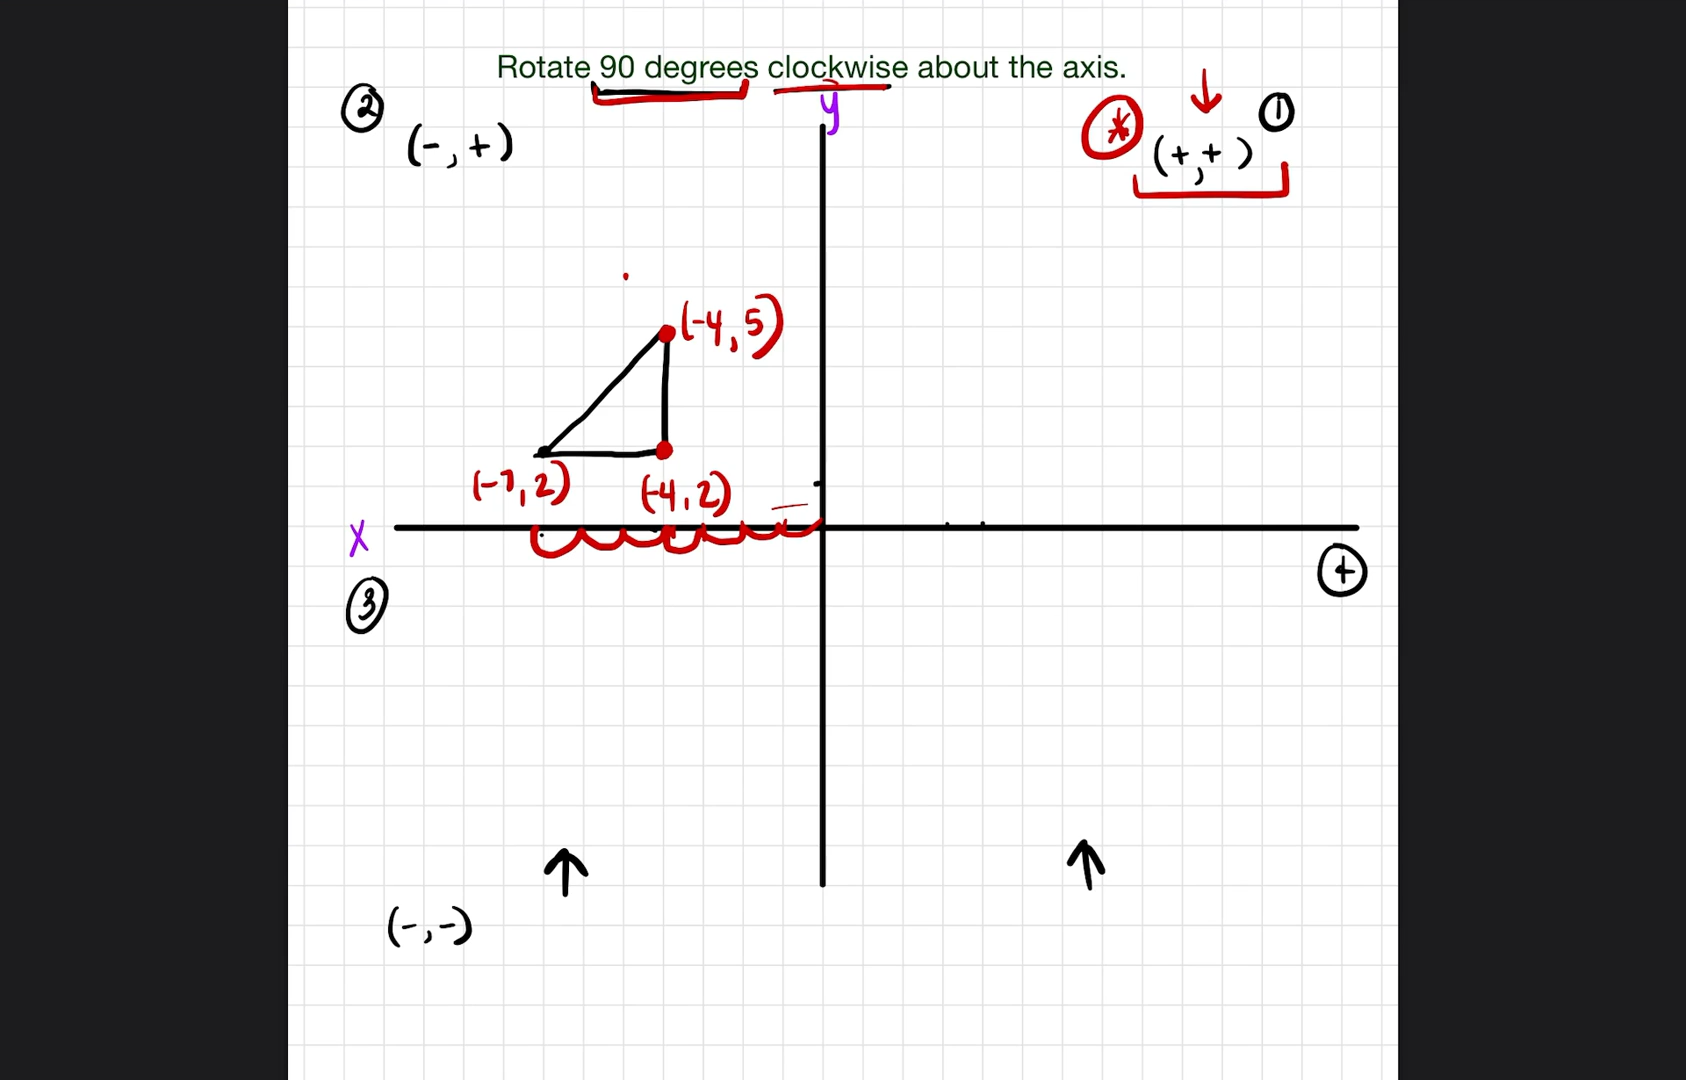 Rotate 90 degrees clockwise about the axis.
② (-,+)
y
* (+,+) ①
(-4,5)
(-7,2)
(-4,2)
x
③
④
(-,-)